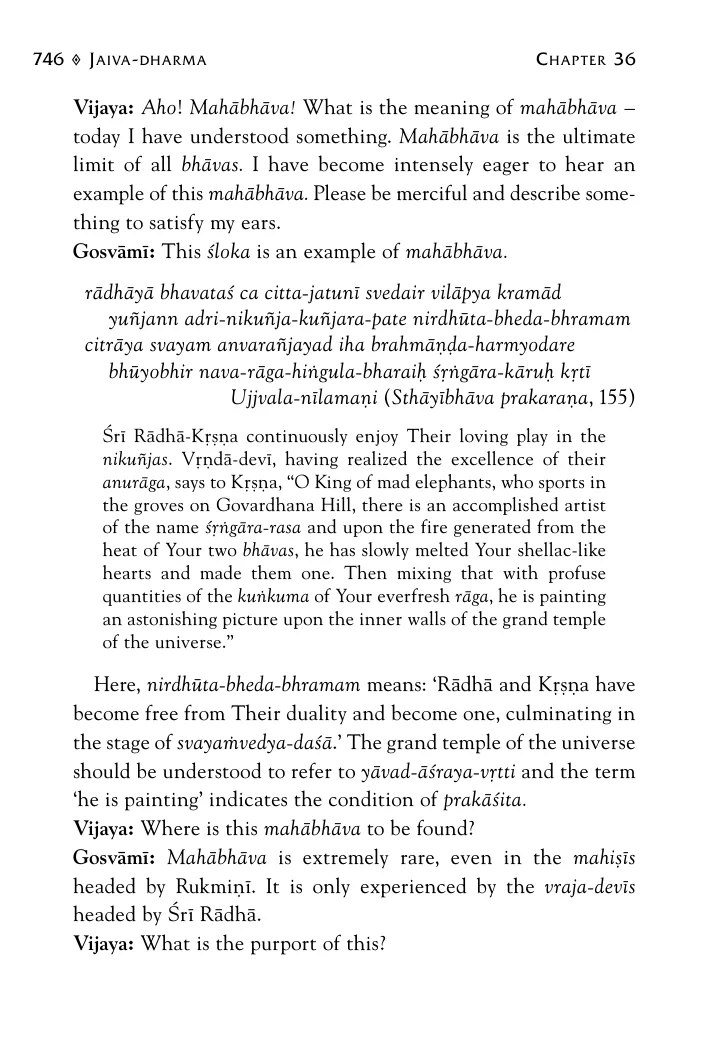 746 ◈ JAIVA-DHARMA CHAPTER 36
Vijaya: Aho! Mahābhāva! What is the meaning of mahābhāva –
today I have understood something. Mahābhāva is the ultimate
limit of all bhāvas. I have become intensely eager to hear an
example of this mahābhāva. Please be merciful and describe some-
thing to satisfy my ears.
Gosvāmī: This śloka is an example of mahābhāva.
rādhāyā bhavataś ca citta-jatunī svedair vilāpya kramād
yuñjann adri-nikuñja-kuñjara-pate nirdhūta-bheda-bhramam
citrāya svayam anvarañjayad iha brahmāṇḍa-harmyodare
bhūyobhir nava-rāga-hiṅgula-bharaiḥ śṛṅgāra-kāruḥ kṛtī
Ujjvala-nīlamaṇi (Sthāyībhāva prakaraṇa, 155)
Śrī Rādhā-Kṛṣṇa continuously enjoy Their loving play in the
nikuñjas. Vṛndā-devī, having realized the excellence of their
anurāga, says to Kṛṣṇa, “O King of mad elephants, who sports in
the groves on Govardhana Hill, there is an accomplished artist
of the name śṛṅgāra-rasa and upon the fire generated from the
heat of Your two bhāvas, he has slowly melted Your shellac-like
hearts and made them one. Then mixing that with profuse
quantities of the kuṅkuma of Your everfresh rāga, he is painting
an astonishing picture upon the inner walls of the grand temple
of the universe.”
Here, nirdhūta-bheda-bhramam means: ‘Rādhā and Kṛṣṇa have
become free from Their duality and become one, culminating in
the stage of svayaṁvedya-daśā.’ The grand temple of the universe
should be understood to refer to yāvad-āśraya-vṛtti and the term
‘he is painting’ indicates the condition of prakāśita.
Vijaya: Where is this mahābhāva to be found?
Gosvāmī: Mahābhāva is extremely rare, even in the mahiṣīs
headed by Rukmiṇī. It is only experienced by the vraja-devīs
headed by Śrī Rādhā.
Vijaya: What is the purport of this?